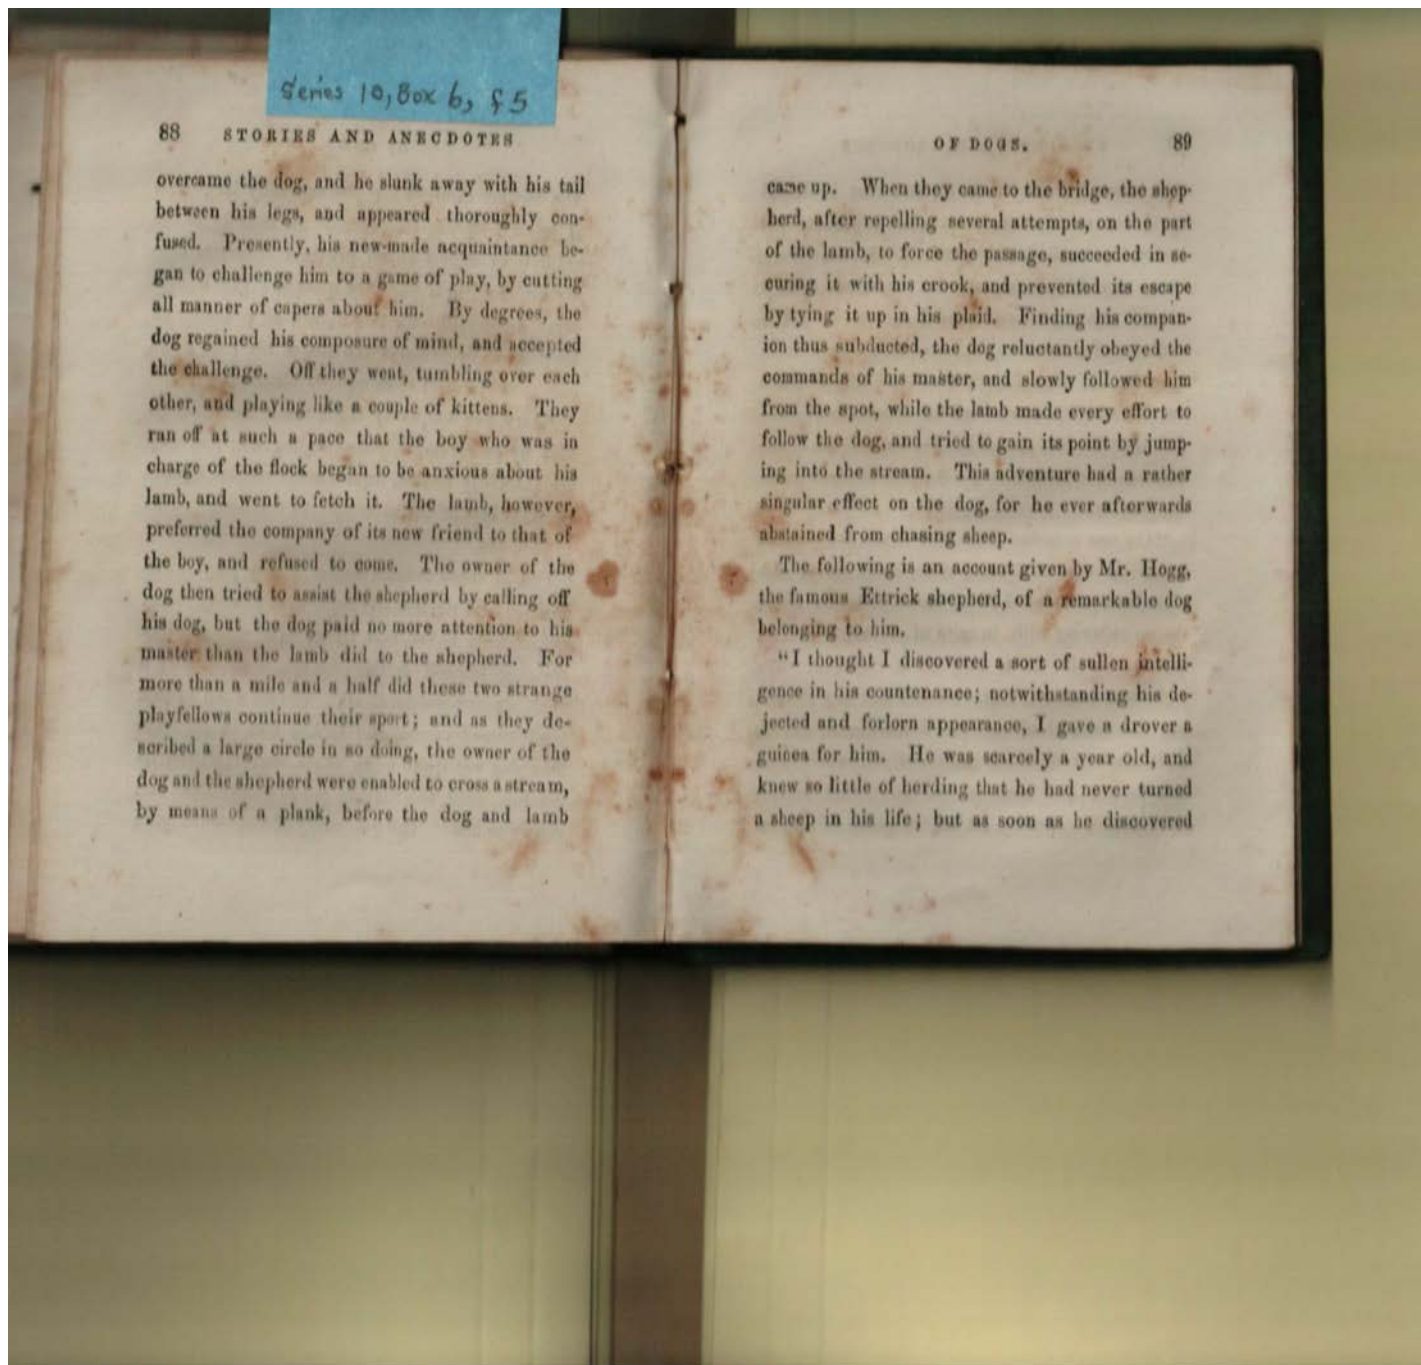 Series 10, Box 6, f5
88 STORIES AND ANECDOTES
overcame the dog, and he slunk away with his tail
between his legs, and appeared thoroughly con-
fused. Presently, his new-made acquaintance be-
gan to challenge him to a game of play, by cutting
all manner of capers about him. By degrees, the
dog regained his composure of mind, and accepted
the challenge. Off they went, tumbling over each
other, and playing like a couple of kittens. They
ran off at such a pace that the boy who was in
charge of the flock began to be anxious about his
lamb, and went to fetch it. The lamb, however,
preferred the company of its new friend to that of
the boy, and refused to come. The owner of the
dog then tried to assist the shepherd by calling off
his dog, but the dog paid no more attention to his
master than the lamb did to the shepherd. For
more than a mile and a half did these two strange
playfellows continue their sport; and as they de-
scribed a large circle in so doing, the owner of the
dog and the shepherd were enabled to cross a stream,
by means of a plank, before the dog and lamb
OF DOGS. 89
came up. When they came to the bridge, the shep-
herd, after repelling several attempts, on the part
of the lamb, to force the passage, succeeded in se-
curing it with his crook, and prevented its escape
by tying it up in his plaid. Finding his compan-
ion thus subducted, the dog reluctantly obeyed the
commands of his master, and slowly followed him
from the spot, while the lamb made every effort to
follow the dog, and tried to gain its point by jump-
ing into the stream. This adventure had a rather
singular effect on the dog, for he ever afterwards
abstained from chasing sheep.
The following is an account given by Mr. Hogg,
the famous Ettrick shepherd, of a remarkable dog
belonging to him.
"I thought I discovered a sort of sullen intelli-
gence in his countenance; notwithstanding his de-
jected and forlorn appearance, I gave a drover a
guinea for him. He was scarcely a year old, and
knew so little of herding that he had never turned
a sheep in his life; but as soon as he discovered